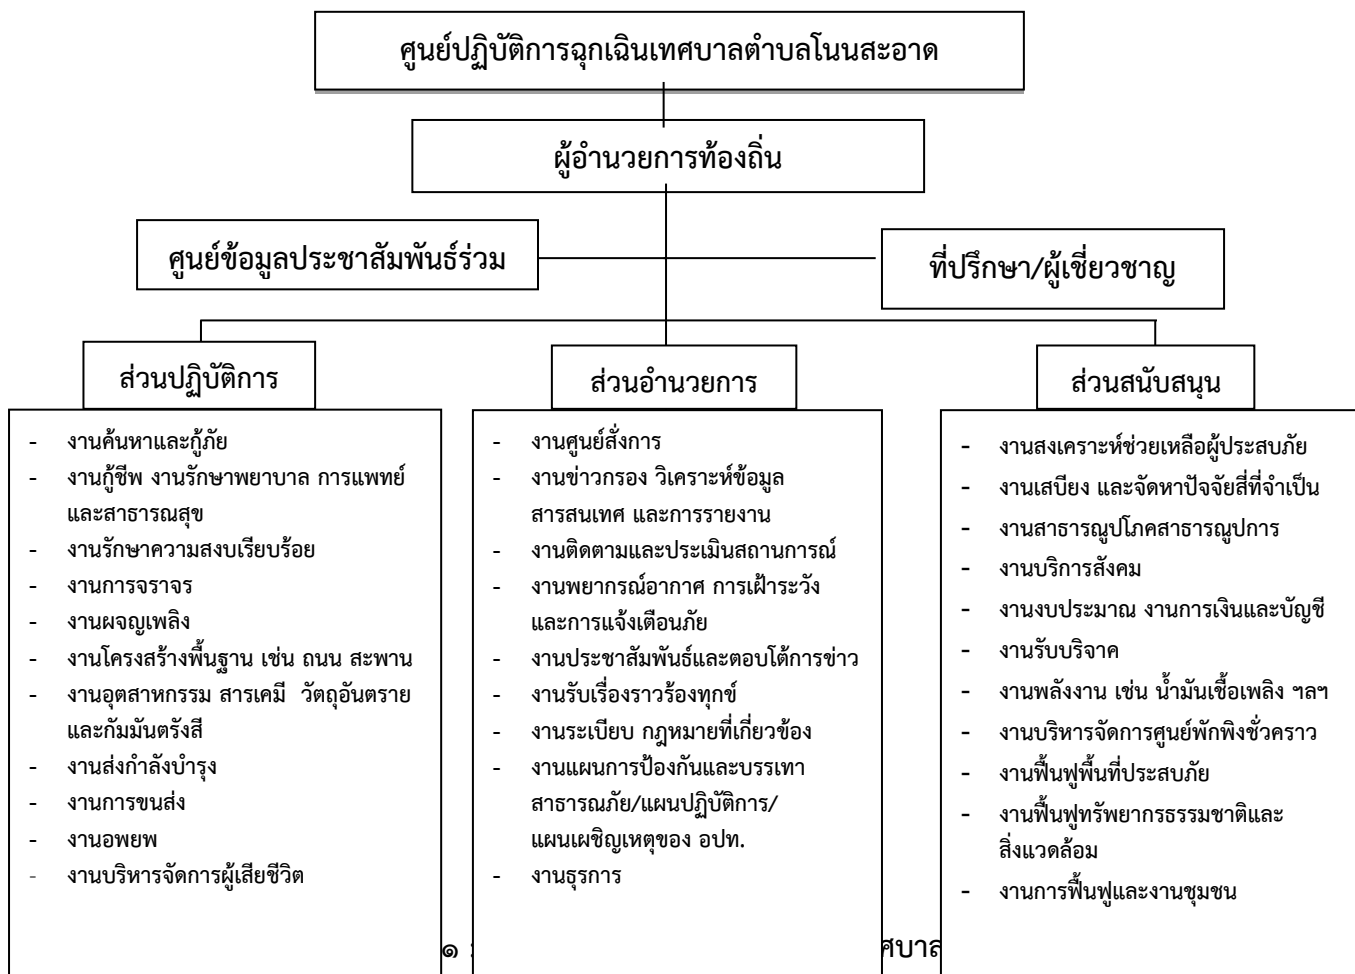 ศูนย์ปฏิบัติการฉุกเฉินเทศบาลตำบลโนนสะอาด
ผู้อำนวยการท้องถิ่น
ศูนย์ข้อมูลประชาสัมพันธ์ร่วม
ที่ปรึกษา/ผู้เชี่ยวชาญ
ส่วนปฏิบัติการ
- งานค้นหาและกู้ภัย
- งานกู้ชีพ งานรักษาพยาบาล การแพทย์
และสาธารณสุข
- งานรักษาความสงบเรียบร้อย
- งานการจราจร
- งานผจญเพลิง
- งานโครงสร้างพื้นฐาน เช่น ถนน สะพาน
- งานอุตสาหกรรม สารเคมี วัตถุอันตราย
และกัมมันตรังสี
- งานส่งกำลังบำรุง
- งานการขนส่ง
- งานอพยพ
- งานบริหารจัดการผู้เสียชีวิต
ส่วนอำนวยการ
- งานศูนย์สั่งการ
- งานข่าวกรอง วิเคราะห์ข้อมูล
สารสนเทศ และการรายงาน
- งานติดตามและประเมินสถานการณ์
- งานพยากรณ์อากาศ การเฝ้าระวัง
และการแจ้งเตือนภัย
- งานประชาสัมพันธ์และตอบโต้การข่าว
- งานรับเรื่องราวร้องทุกข์
- งานระเบียบ กฎหมายที่เกี่ยวข้อง
- งานแผนการป้องกันและบรรเทา
สาธารณภัย/แผนปฏิบัติการ/
แผนเผชิญเหตุของ อปท.
- งานธุรการ
ส่วนสนับสนุน
- งานสงเคราะห์ช่วยเหลือผู้ประสบภัย
- งานเสบียง และจัดหาปัจจัยสี่ที่จำเป็น
- งานสาธารณูปโภคสาธารณูปการ
- งานบริการสังคม
- งานงบประมาณ งานการเงินและบัญชี
- งานรับบริจาค
- งานพลังงาน เช่น น้ำมันเชื้อเพลิง ฯลฯ
- งานบริหารจัดการศูนย์พักพิงชั่วคราว
- งานฟื้นฟูพื้นที่ประสบภัย
- งานฟื้นฟูทรัพยากรธรรมชาติและ
สิ่งแวดล้อม
- งานการฟื้นฟูและงานชุมชน
๑ :